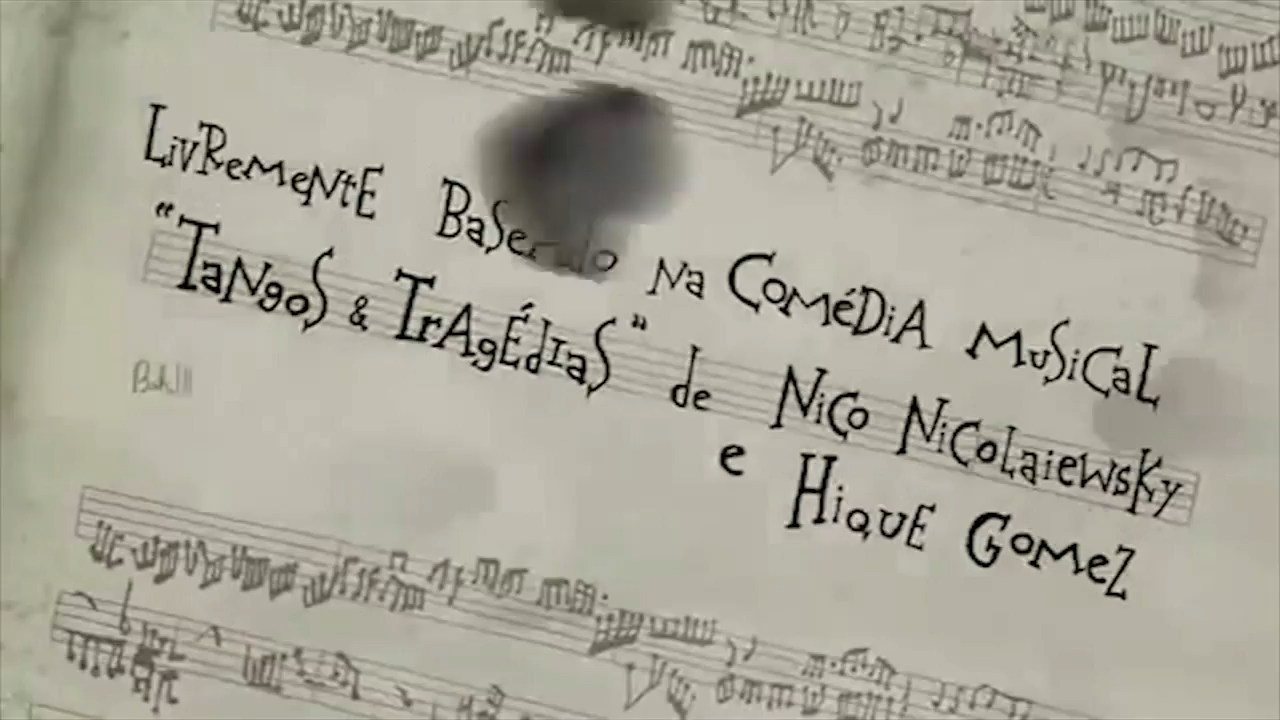 LivRemeNtE BaSeado Na ComéDiA MuSiCaL
"TaNgoS & TrAgÉdIaS" de NiCo NiCoLaiewsKy
e HiqUE GomeZ